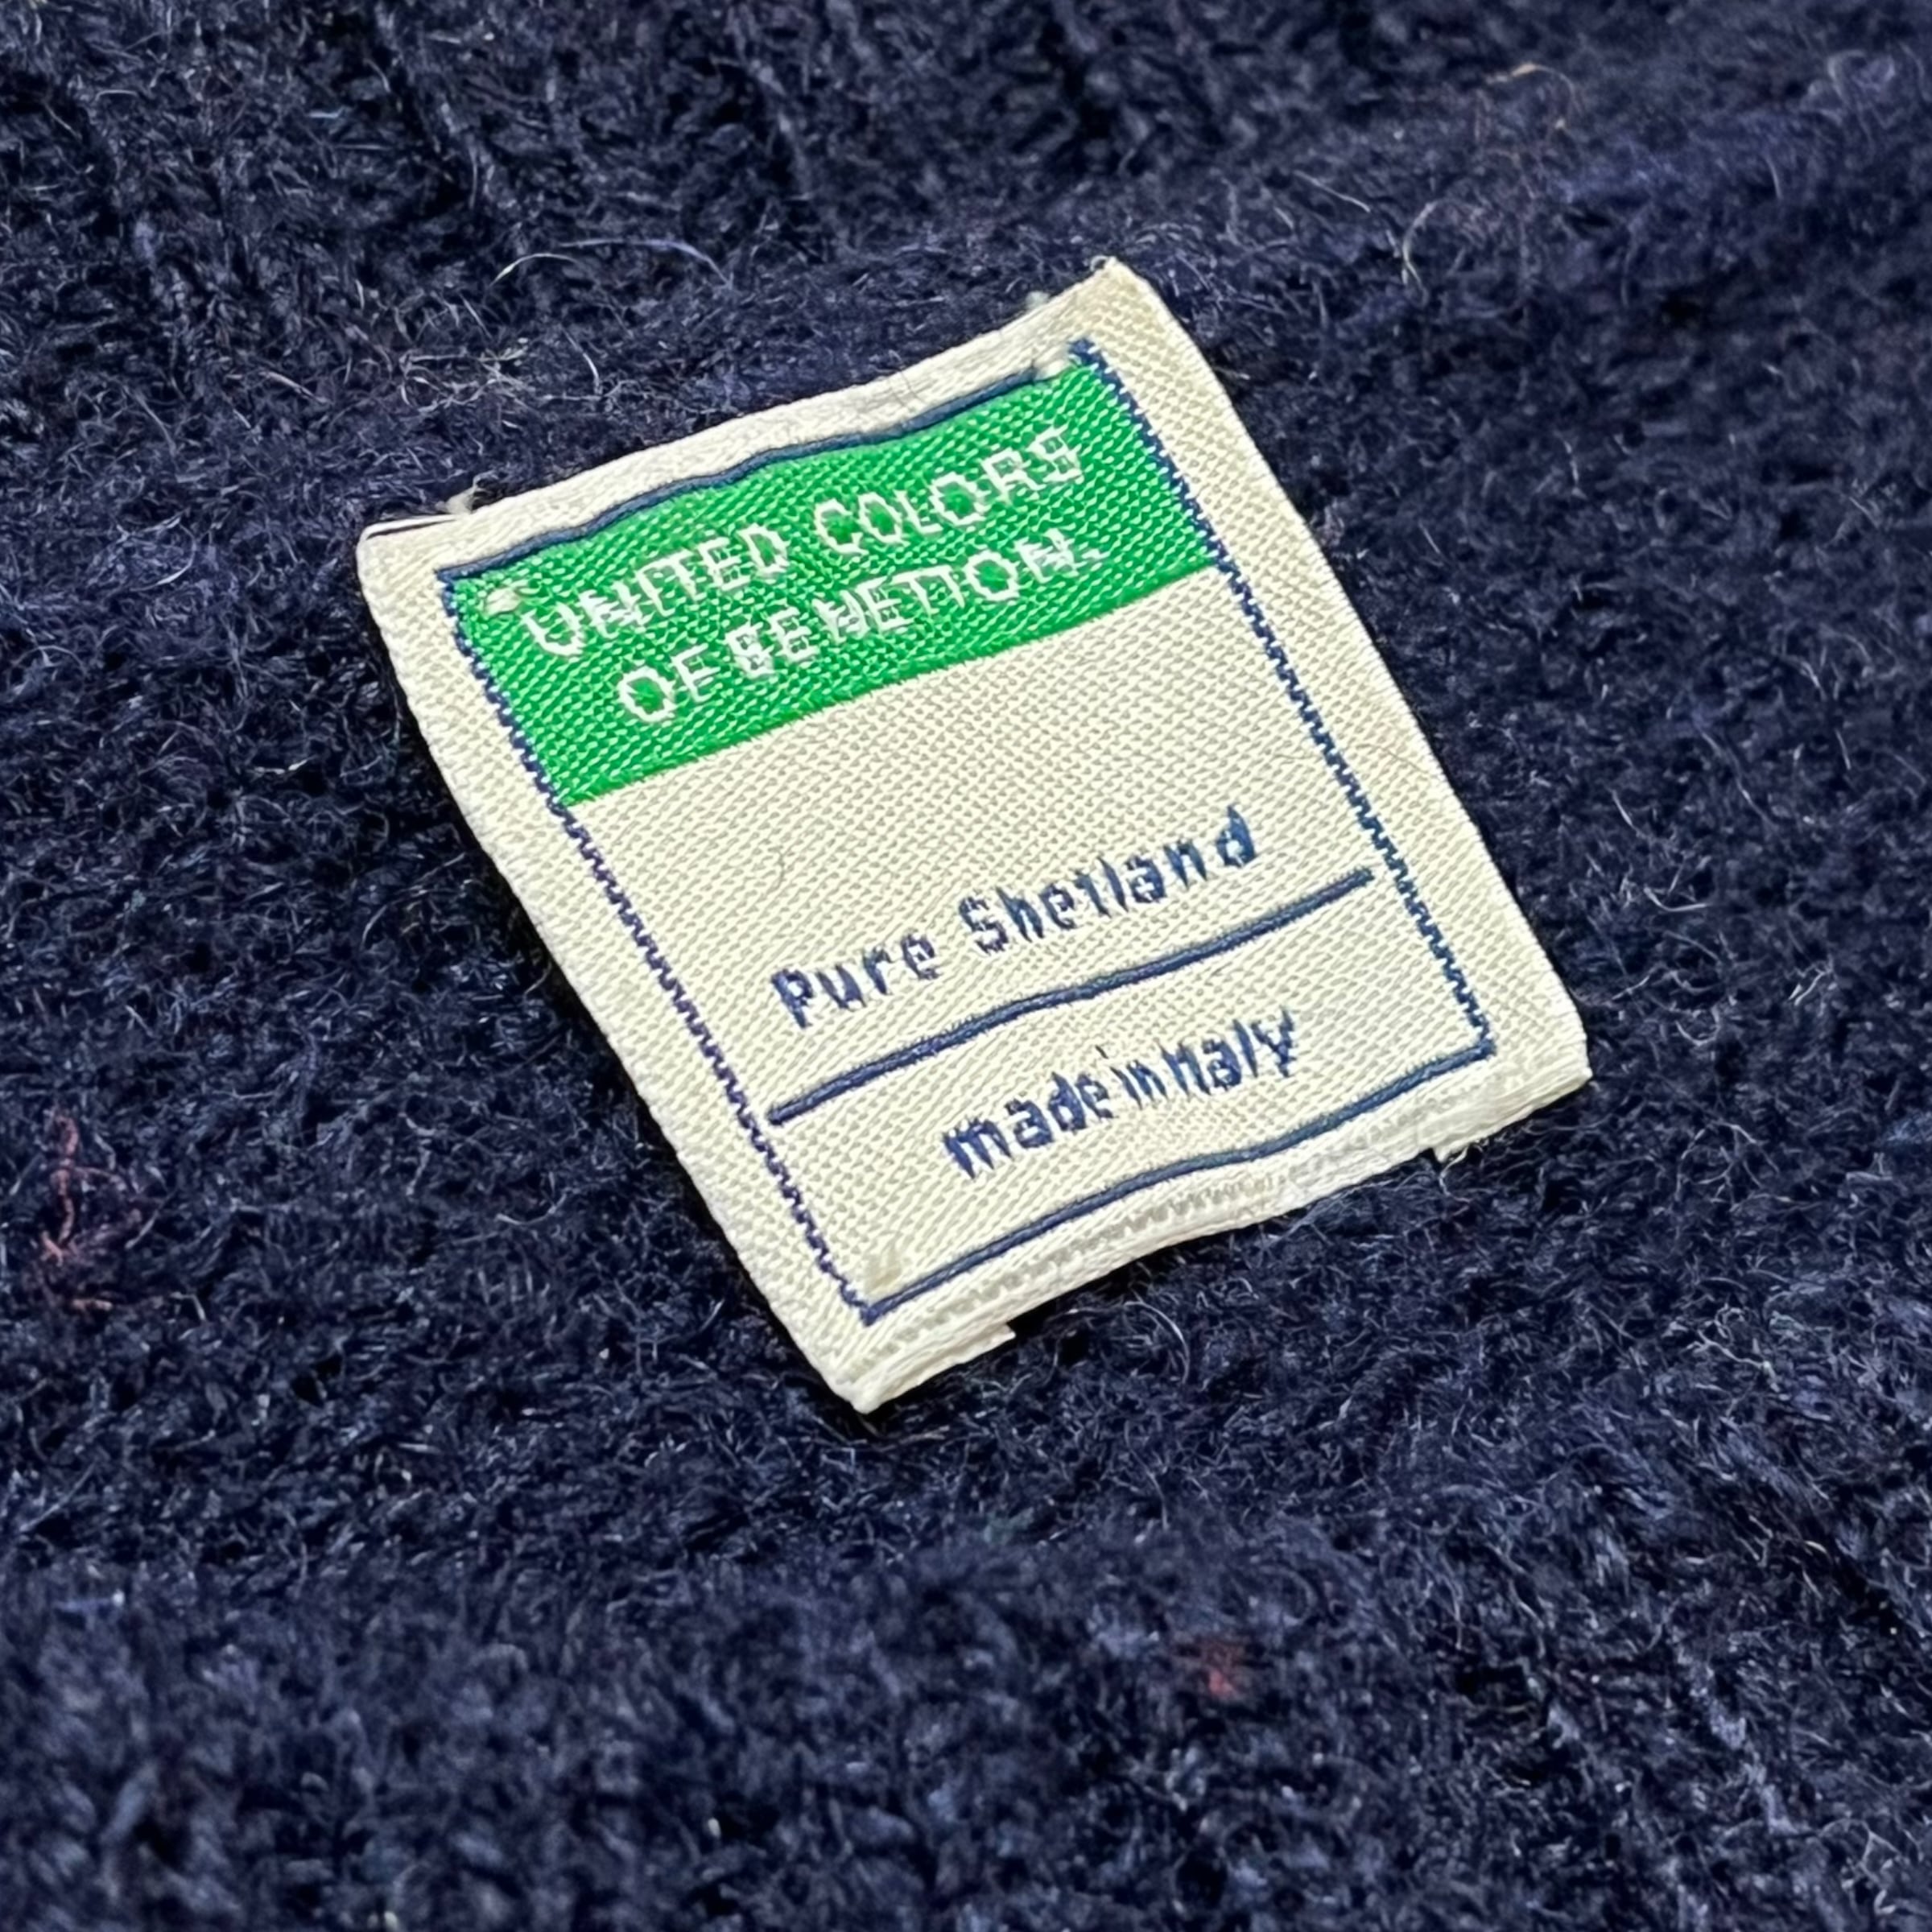 UNITED COLORS
OF BENETTON.
Pure Shetland
made in Italy